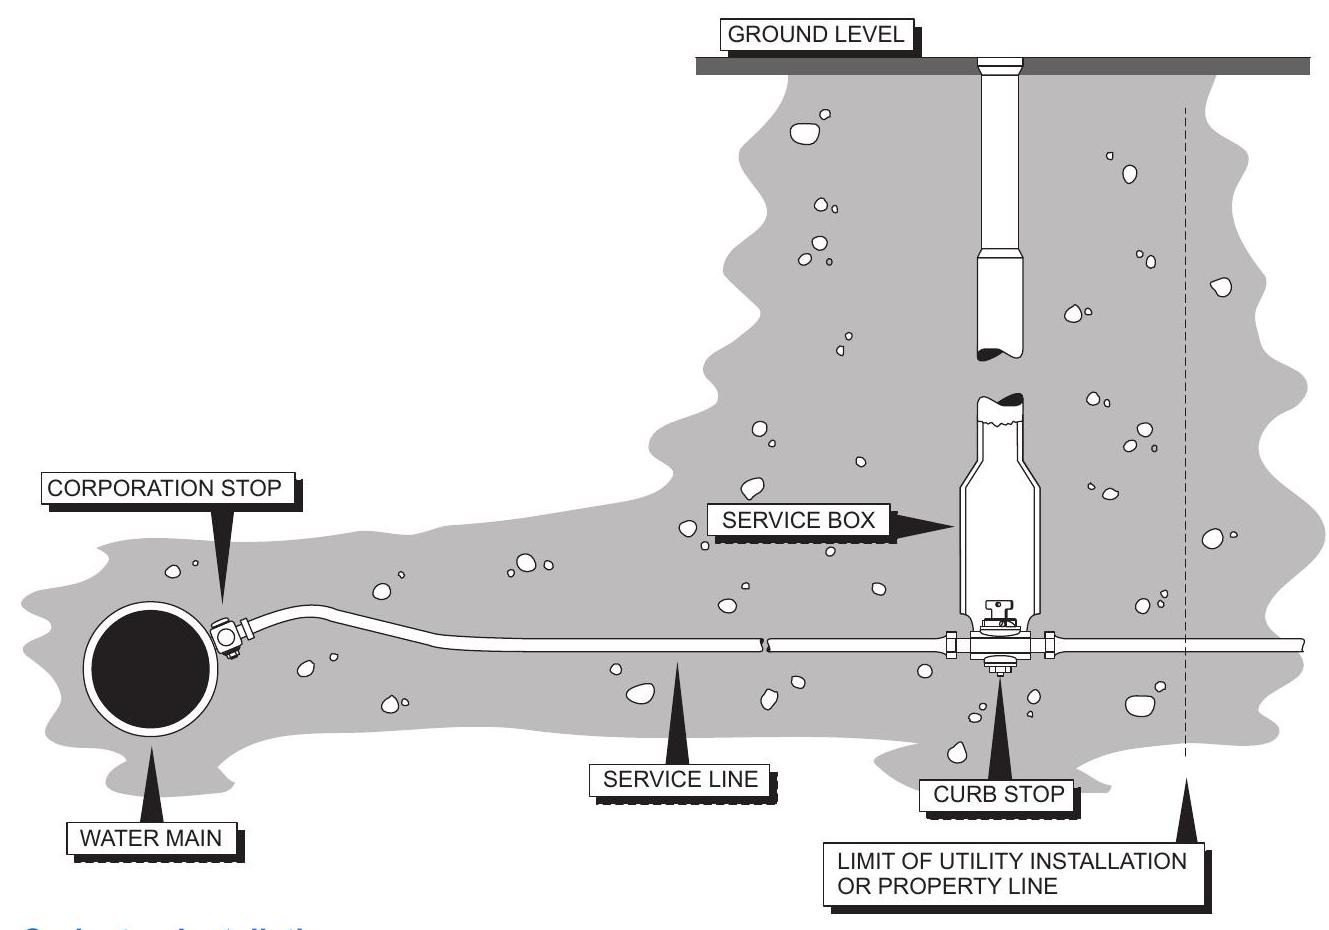 GROUND LEVEL
CORPORATION STOP
SERVICE BOX
SERVICE LINE
CURB STOP
WATER MAIN
LIMIT OF UTILITY INSTALLATION
OR PROPERTY LINE